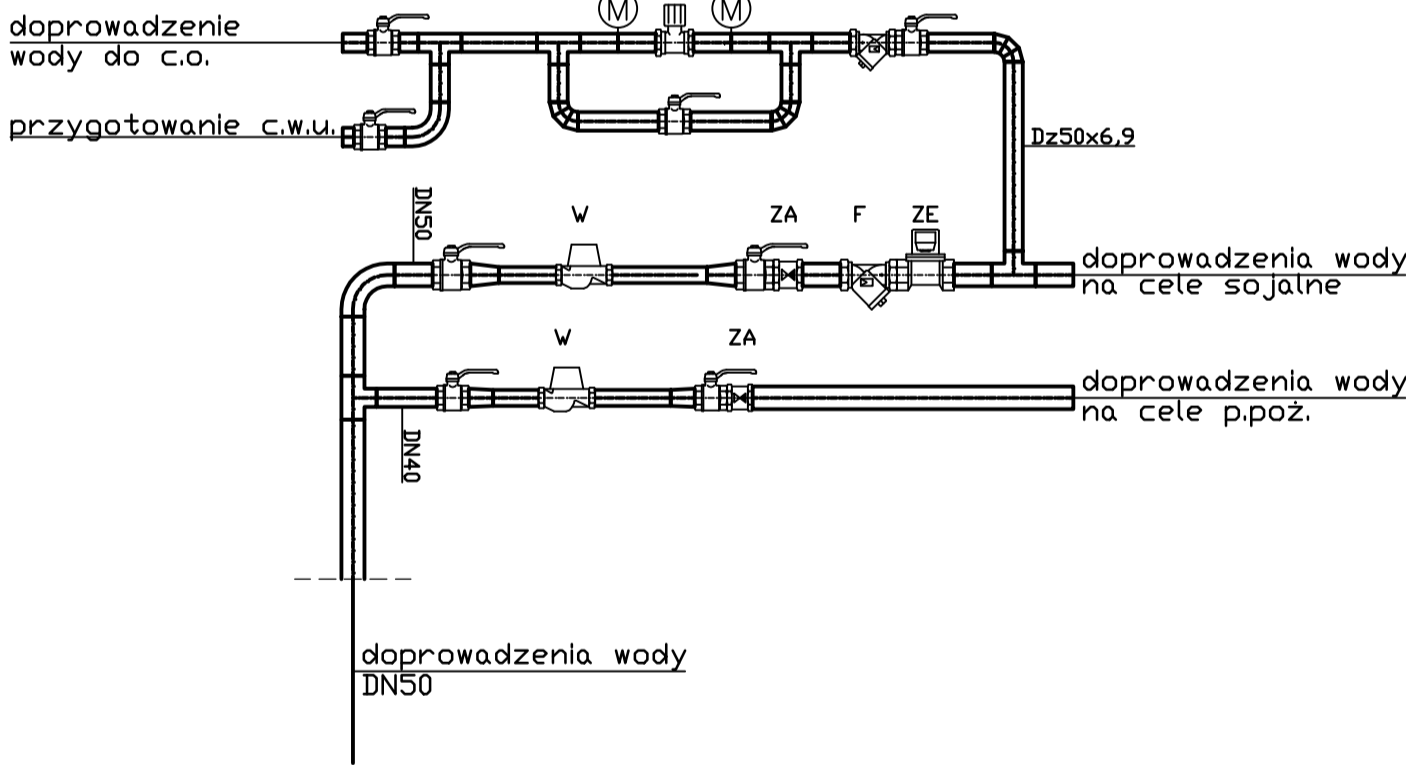 M M
doprowadzenie
wody do c.o.
przygotowanie c.w.u.
Dz50x6,9
DN50
W ZA F ZE
doprowadzenia wody
na cele sojalne
W ZA
doprowadzenia wody
na cele p.poż.
DN40
doprowadzenia wody
DN50